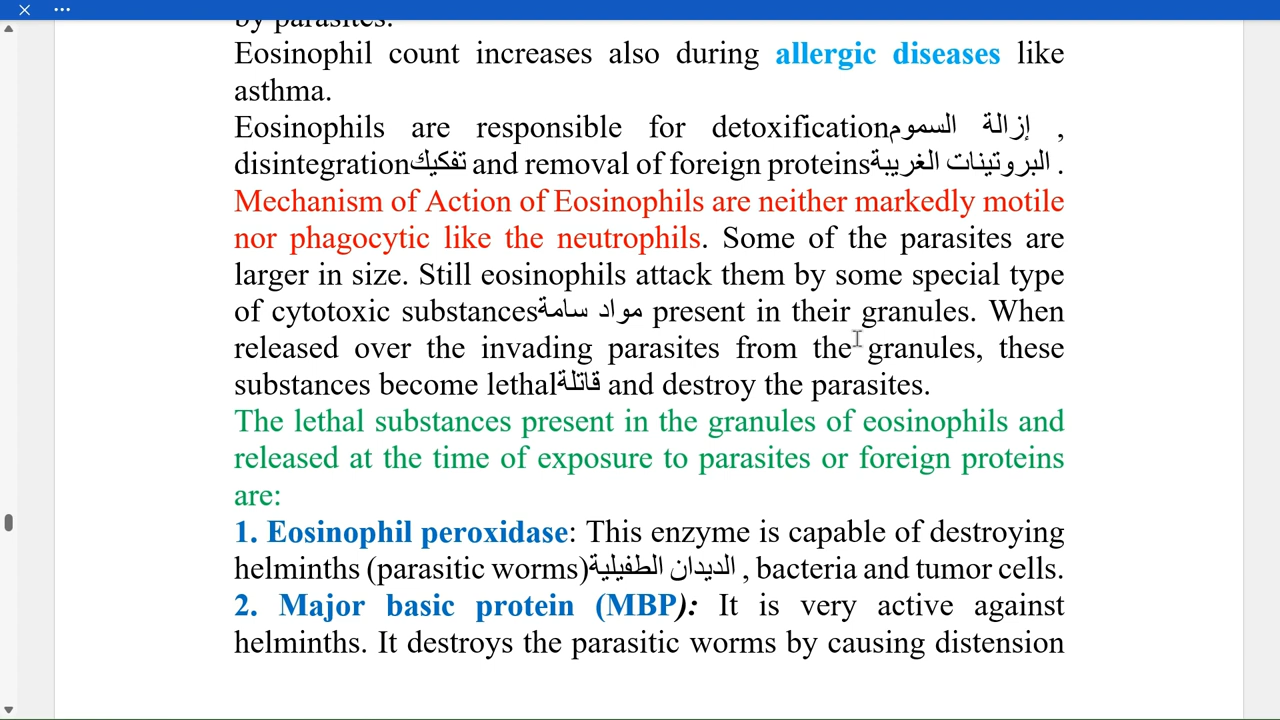 by parasites.
Eosinophil count increases also during allergic diseases like
asthma.
Eosinophils are responsible for detoxificationإزالة السموم ,
disintegrationتفكيك and removal of foreign proteinsالبروتينات الغريبة .
Mechanism of Action of Eosinophils are neither markedly motile
nor phagocytic like the neutrophils. Some of the parasites are
larger in size. Still eosinophils attack them by some special type
of cytotoxic substancesمواد سامة present in their granules. When
released over the invading parasites from the granules, these
substances become lethalقاتلة and destroy the parasites.
The lethal substances present in the granules of eosinophils and
released at the time of exposure to parasites or foreign proteins
are:
1. Eosinophil peroxidase: This enzyme is capable of destroying
helminths (parasitic worms)الديدان الطفيلية , bacteria and tumor cells.
2. Major basic protein (MBP): It is very active against
helminths. It destroys the parasitic worms by causing distension